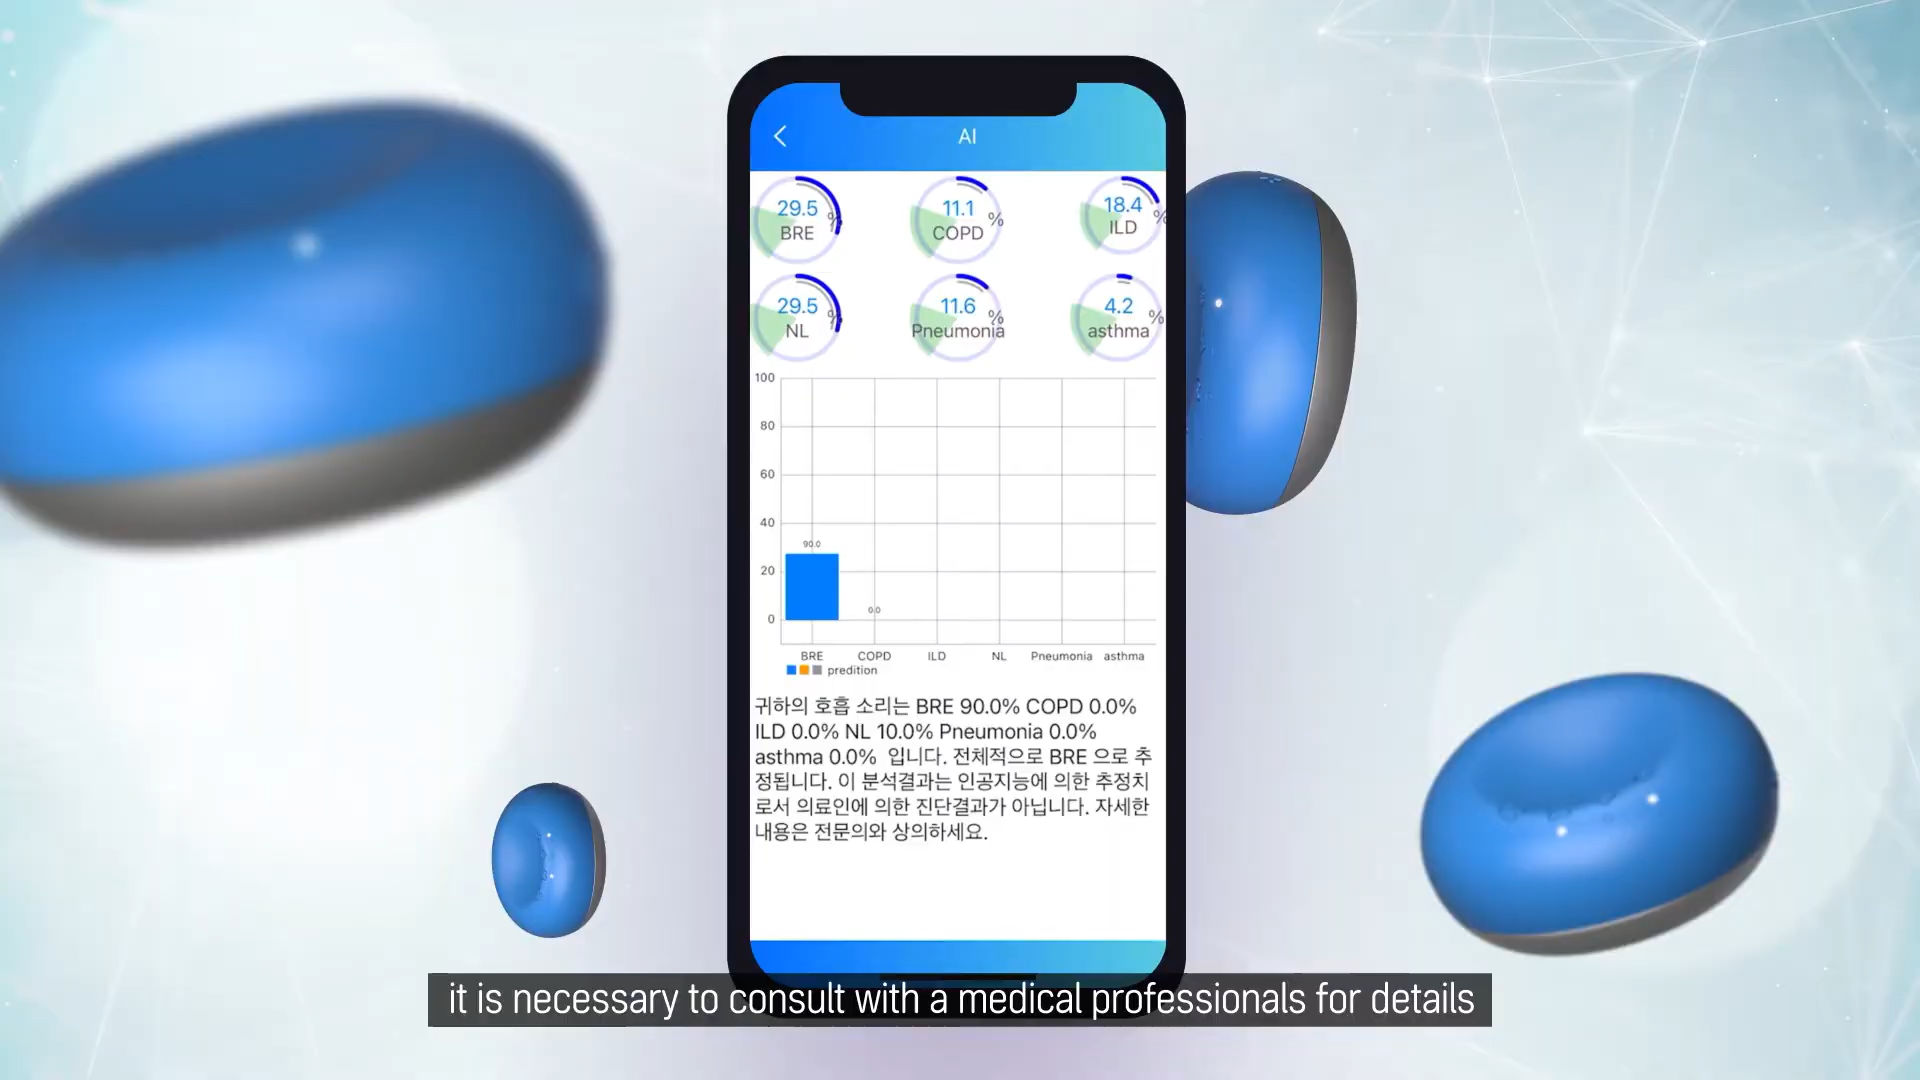 AI
29.5 % 11.1 % 18.4 %
BRE COPD ILD
29.5 % 11.6 % 4.2 %
NL Pneumonia asthma
100
80
60
40
20
0
90.0
0.0
BRE COPD ILD NL Pneumonia asthma
predition
귀하의 호흡 소리는 BRE 90.0% COPD 0.0%
ILD 0.0% NL 10.0% Pneumonia 0.0%
asthma 0.0% 입니다. 전체적으로 BRE 으로 추
정됩니다. 이 분석결과는 인공지능에 의한 추정치
로서 의료인에 의한 진단결과가 아닙니다. 자세한
내용은 전문의와 상의하세요.
it is necessary to consult with a medical professionals for details